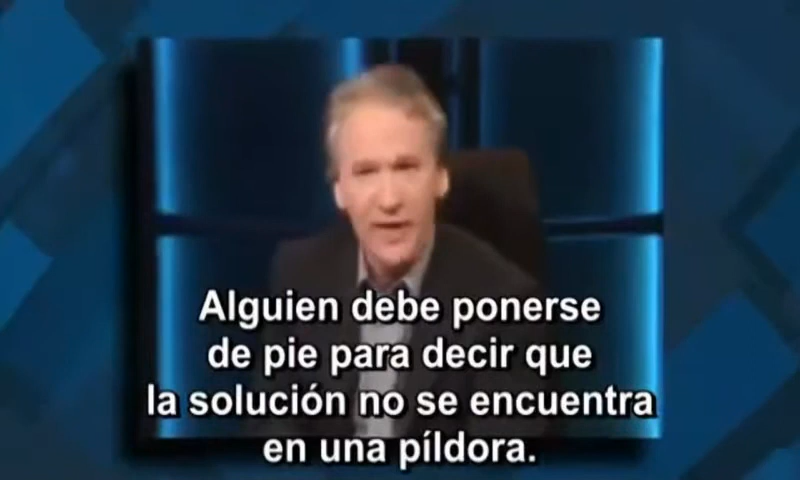 Alguien debe ponerse
de pie para decir que
la solución no se encuentra
en una píldora.